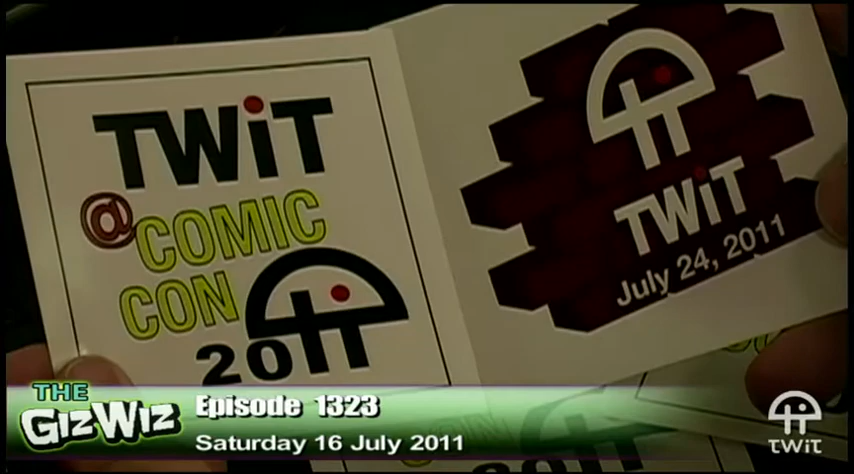 TWiT
@COMIC
CON
2011
TWiT
July 24, 2011
THE
GIZWIZ
Episode 1323
Saturday 16 July 2011
TWiT